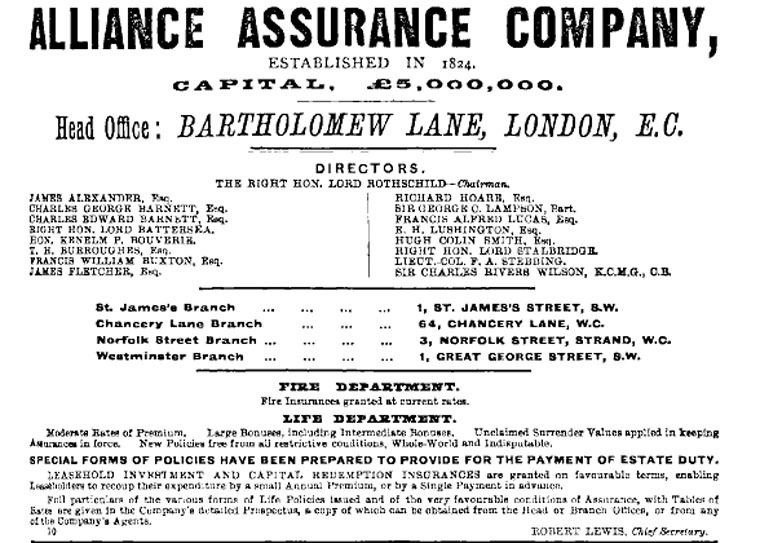 ALLIANCE ASSURANCE COMPANY,
ESTABLISHED IN 1824.
CAPITAL, £5,000,000.
Head Office: BARTHOLOMEW LANE, LONDON, E.C.
DIRECTORS.
THE RIGHT HON. LORD ROTHSCHILD—Chairman.
JAMES ALEXANDER, Esq.
CHARLES GEORGE BARNETT, Esq.
CHARLES EDWARD BARNETT, Esq.
RIGHT HON. LORD BATTERSEA.
HON. KENELM P. BOUVERIE.
T. H. BURROUGHES, Esq.
FRANCIS WILLIAM BUXTON, Esq.
JAMES FLETCHER, Esq.
RICHARD HOARE, Esq.
SIR GEORGE C. LAMPSON, Bart.
FRANCIS ALFRED LUCAS, Esq.
E. H. LUSHINGTON, Esq.
HUGH COLIN SMITH, Esq.
RIGHT HON. LORD STALBRIDGE.
LIEUT.-COL. F. A. STEBBING.
SIR CHARLES RIVERS WILSON, K.C.M.G., C.B.
St. James's Branch ... ... ... ... 1, ST. JAMES'S STREET, S.W.
Chancery Lane Branch ... ... ... 64, CHANCERY LANE, W.C.
Norfolk Street Branch ... ... ... ... 3, NORFOLK STREET, STRAND, W.C.
Westminster Branch ... ... ... ... 1, GREAT GEORGE STREET, S.W.
FIRE DEPARTMENT.
Fire Insurances granted at current rates.
LIFE DEPARTMENT.
Moderate Rates of Premium. Large Bonuses, including Intermediate Bonuses. Unclaimed Surrender Values applied in keeping
Assurances in force. New Policies free from all restrictive conditions, Whole-World and Indisputable.
SPECIAL FORMS OF POLICIES HAVE BEEN PREPARED TO PROVIDE FOR THE PAYMENT OF ESTATE DUTY.
LEASEHOLD INVESTMENT AND CAPITAL REDEMPTION INSURANCES are granted on favourable terms, enabling
Leaseholders to recoup their expenditure by a small Annual Premium, or by a Single Payment in advance.
Full particulars of the various forms of Life Policies issued and of the very favourable conditions of Assurance, with Tables of
Rates are given in the Company's detailed Prospectus, a copy of which can be obtained from the Head or Branch Offices, or from any
of the Company's Agents.
10 ROBERT LEWIS, Chief Secretary.